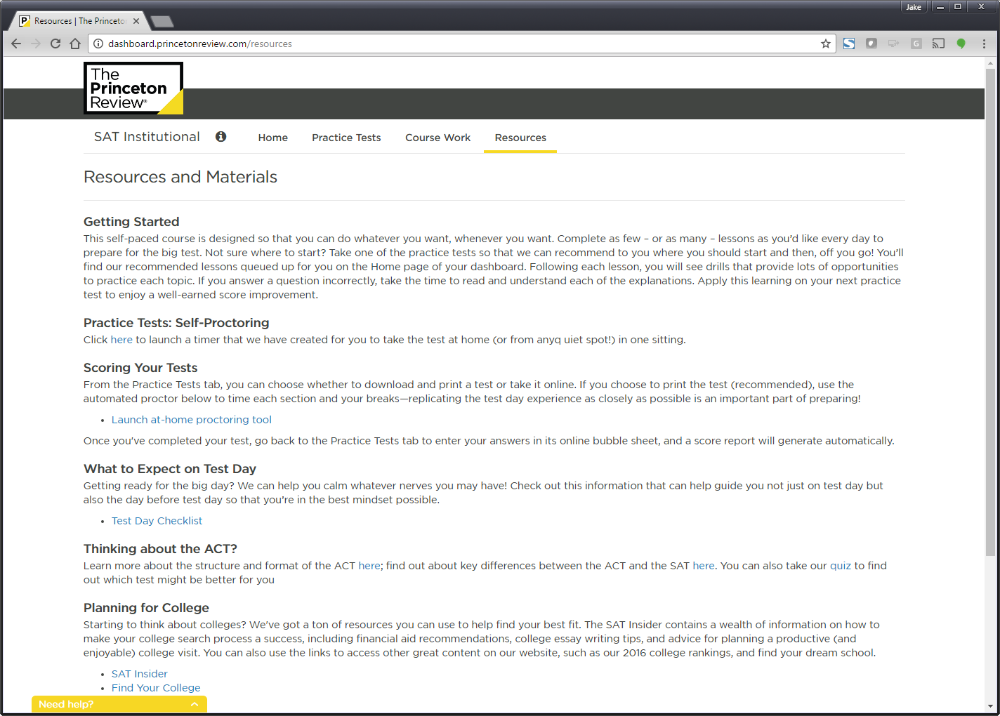 Jake
Resources | The Princeto
dashboard.princetonreview.com/resources
The
Princeton
Review®
SAT Institutional
Home
Practice Tests
Course Work
Resources
Resources and Materials
Getting Started
This self-paced course is designed so that you can do whatever you want, whenever you want. Complete as few – or as many – lessons as you’d like every day to
prepare for the big test. Not sure where to start? Take one of the practice tests so that we can recommend to you where you should start and then, off you go! You’ll
find our recommended lessons queued up for you on the Home page of your dashboard. Following each lesson, you will see drills that provide lots of opportunities
to practice each topic. If you answer a question incorrectly, take the time to read and understand each of the explanations. Apply this learning on your next practice
test to enjoy a well-earned score improvement.
Practice Tests: Self-Proctoring
Click here to launch a timer that we have created for you to take the test at home (or from anyq uiet spot!) in one sitting.
Scoring Your Tests
From the Practice Tests tab, you can choose whether to download and print a test or take it online. If you choose to print the test (recommended), use the
automated proctor below to time each section and your breaks—replicating the test day experience as closely as possible is an important part of preparing!
• Launch at-home proctoring tool
Once you've completed your test, go back to the Practice Tests tab to enter your answers in its online bubble sheet, and a score report will generate automatically.
What to Expect on Test Day
Getting ready for the big day? We can help you calm whatever nerves you may have! Check out this information that can help guide you not just on test day but
also the day before test day so that you’re in the best mindset possible.
• Test Day Checklist
Thinking about the ACT?
Learn more about the structure and format of the ACT here; find out about key differences between the ACT and the SAT here. You can also take our quiz to find
out which test might be better for you
Planning for College
Starting to think about colleges? We've got a ton of resources you can use to help find your best fit. The SAT Insider contains a wealth of information on how to
make your college search process a success, including financial aid recommendations, college essay writing tips, and advice for planning a productive (and
enjoyable) college visit. You can also use the links to access other great content on our website, such as our 2016 college rankings, and find your dream school.
• SAT Insider
• Find Your College
Need help?